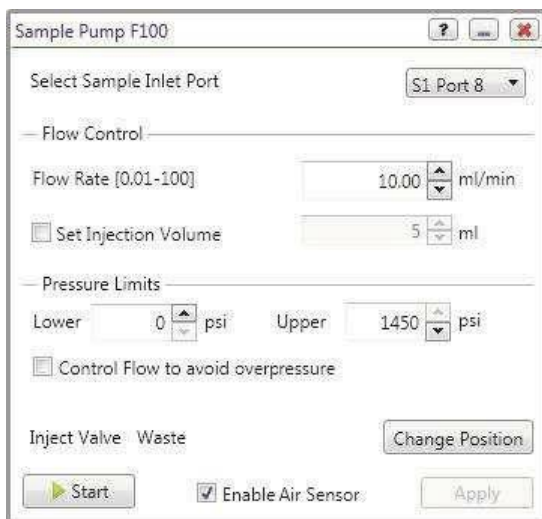 Sample Pump F100 ?
Select Sample Inlet Port S1 Port 8
Flow Control
Flow Rate [0.01-100] 10.00 ml/min
Set Injection Volume 5 ml
Pressure Limits
Lower 0 psi Upper 1450 psi
Control Flow to avoid overpressure
Inject Valve Waste Change Position
Start Enable Air Sensor Apply